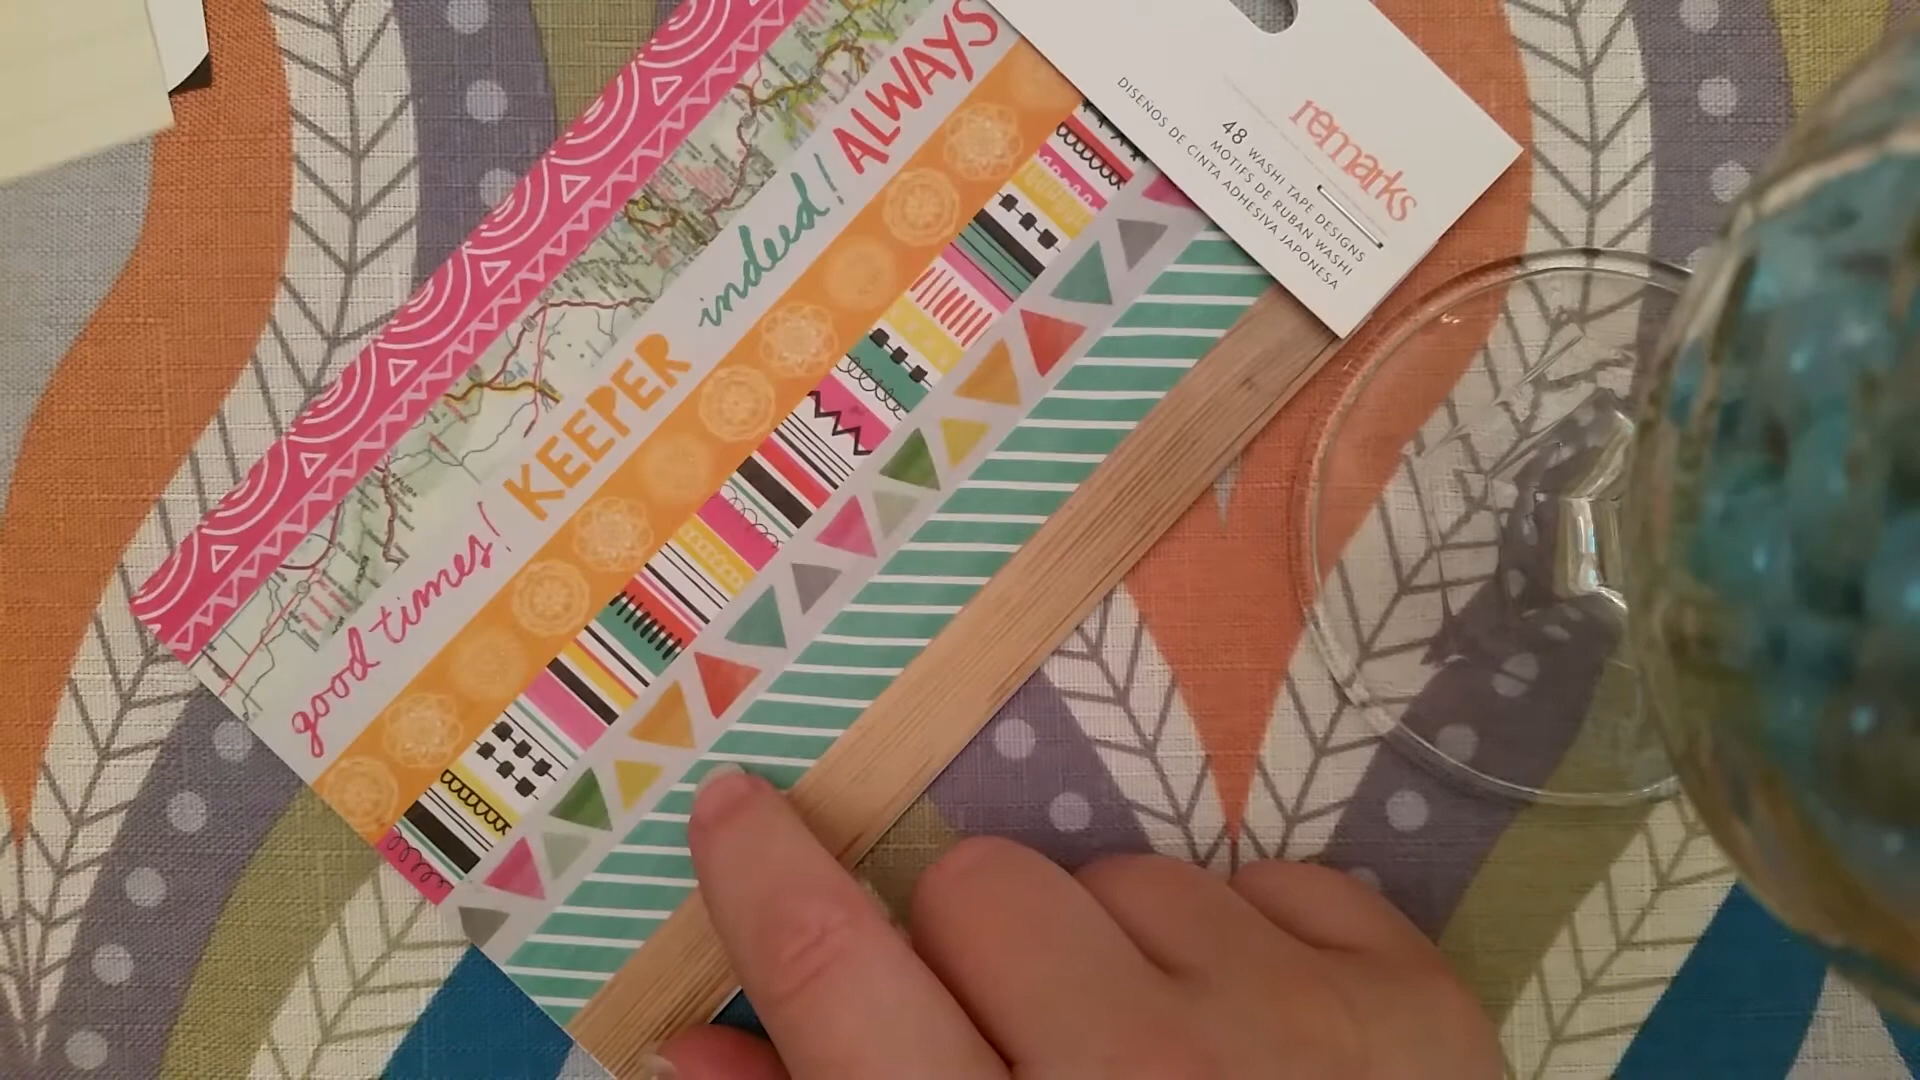 remarks
48 WASHI TAPE DESIGNS
MOTIFS DE RUBAN WASHI
DISEÑOS DE CINTA ADHESIVA JAPONESA
good times! KEEPER indeed! ALWAYS